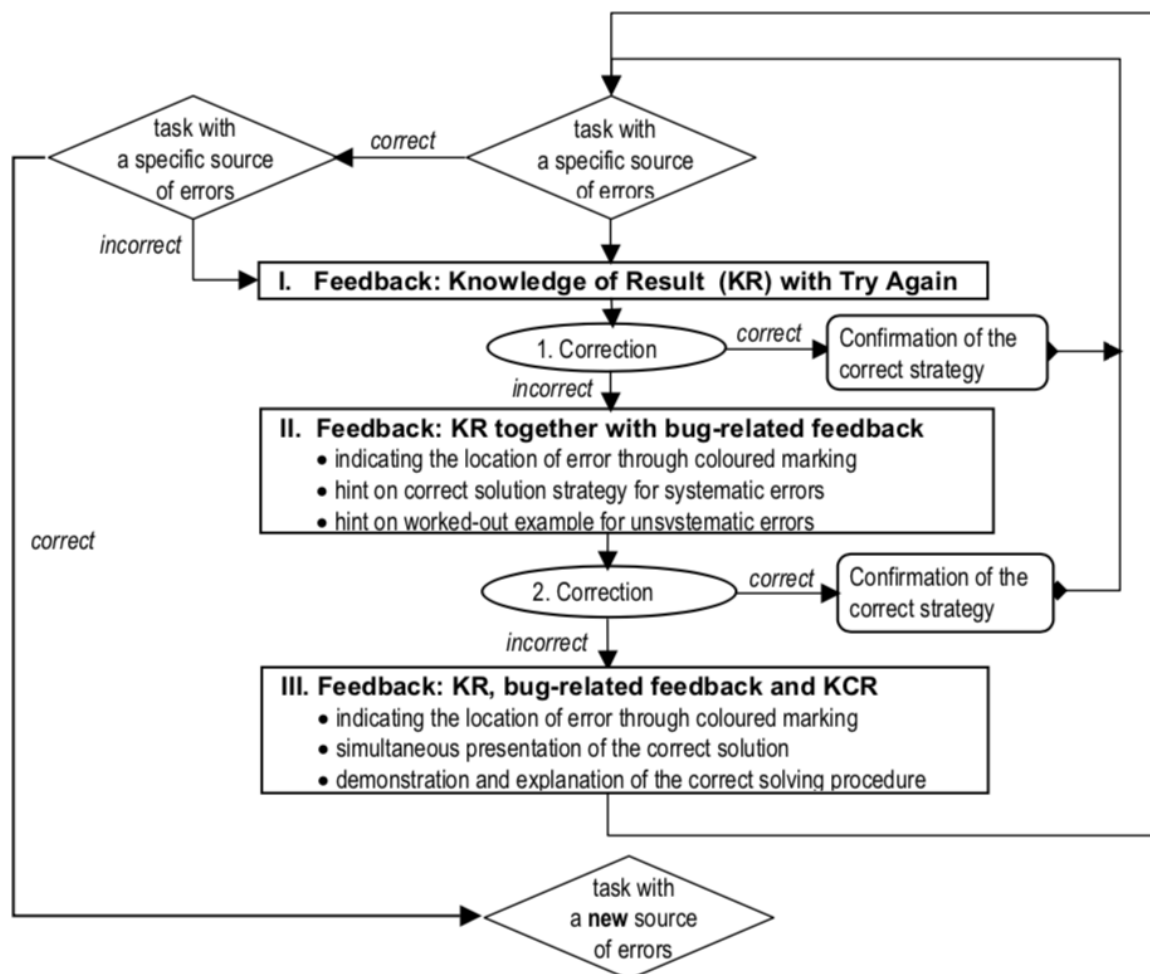 task with
a specific source
of errors
correct
task with
a specific source
of errors
incorrect
I. Feedback: Knowledge of Result (KR) with Try Again
1. Correction
correct
Confirmation of the
correct strategy
incorrect
II. Feedback: KR together with bug-related feedback
• indicating the location of error through coloured marking
• hint on correct solution strategy for systematic errors
• hint on worked-out example for unsystematic errors
correct
2. Correction
correct
Confirmation of the
correct strategy
incorrect
III. Feedback: KR, bug-related feedback and KCR
• indicating the location of error through coloured marking
• simultaneous presentation of the correct solution
• demonstration and explanation of the correct solving procedure
task with
a new source
of errors